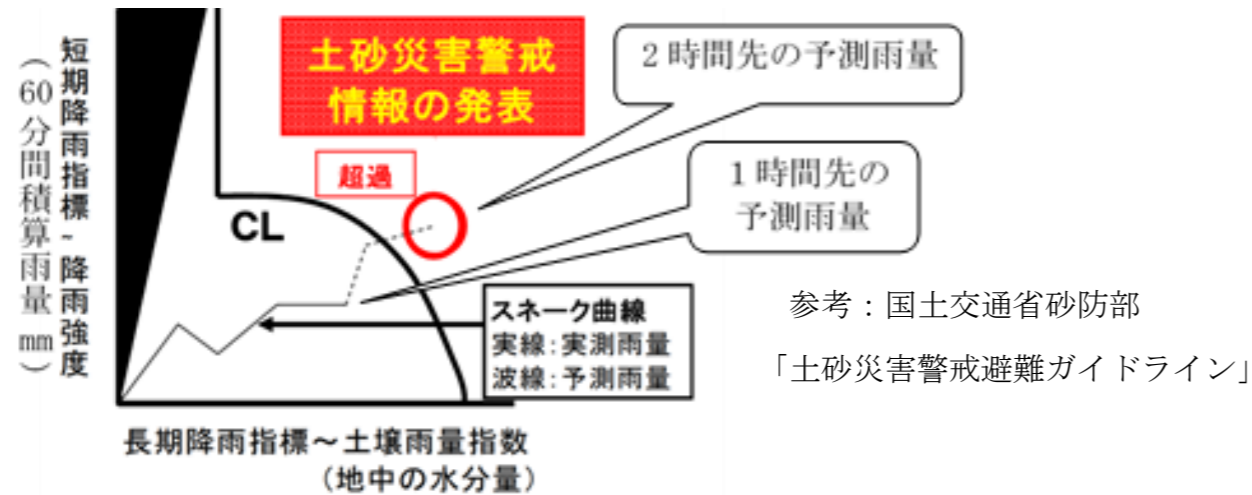 短期降雨指標~降雨強度
（60分間積算雨量mm）
土砂災害警戒
情報の発表
2時間先の予測雨量
超過
1時間先の
予測雨量
CL
スネーク曲線
実線：実測雨量
波線：予測雨量
参考：国土交通省砂防部
「土砂災害警戒避難ガイドライン」
長期降雨指標～土壌雨量指数
（地中の水分量）